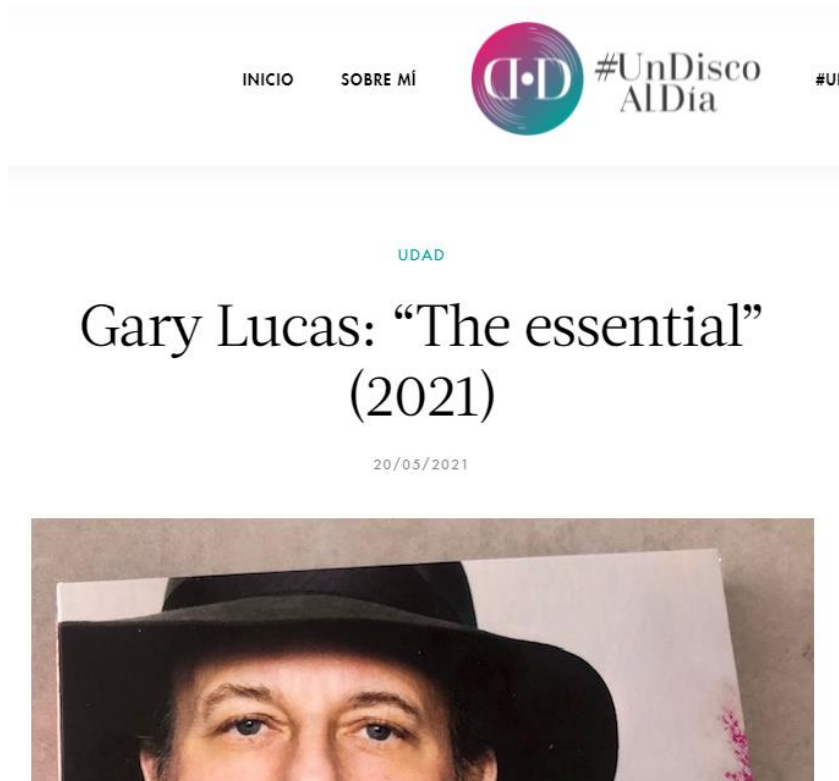 INICIO
SOBRE MÍ
D·D
#UnDisco
AlDía
UDAD
Gary Lucas: “The essential”
(2021)
20/05/2021